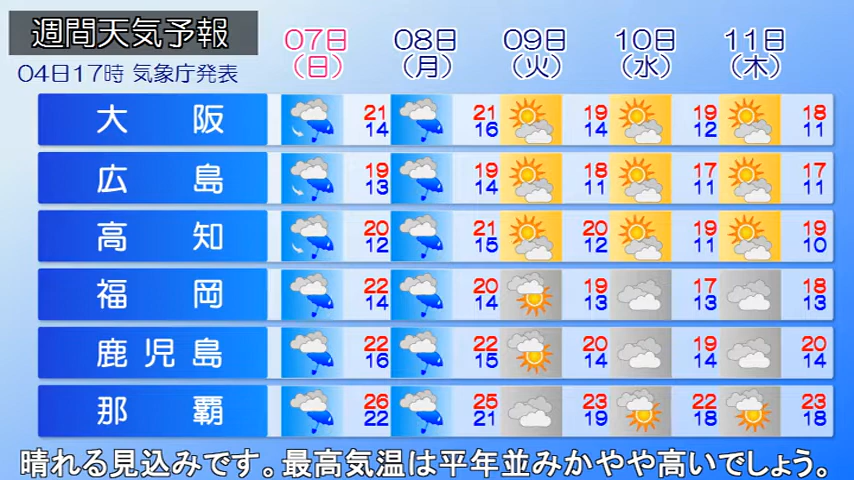 週間天気予報
04日17時 気象庁発表
07日 08日 09日 10日 11日
（日） （月） （火） （水） （木）
大阪 21 21 19 19 18
14 16 14 12 11
広島 19 19 18 17 17
13 14 11 11 11
高知 20 21 20 19 19
12 15 12 11 10
福岡 22 20 19 17 18
14 14 13 13 13
鹿児島 22 22 20 19 20
16 15 14 14 14
那覇 26 25 23 22 23
22 21 19 18 18
晴れる見込みです。最高気温は平年並みかやや高いでしょう。